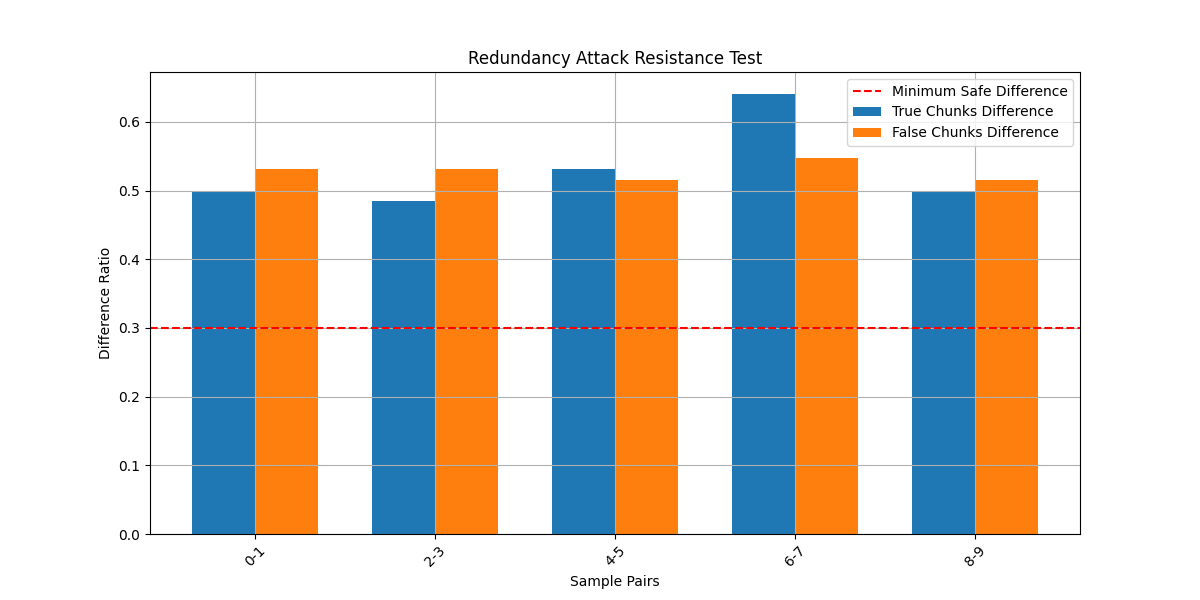 Redundancy Attack Resistance Test
Minimum Safe Difference
True Chunks Difference
False Chunks Difference
Difference Ratio
0.6
0.5
0.4
0.3
0.2
0.1
0.0
0-1
2-3
4-5
6-7
8-9
Sample Pairs